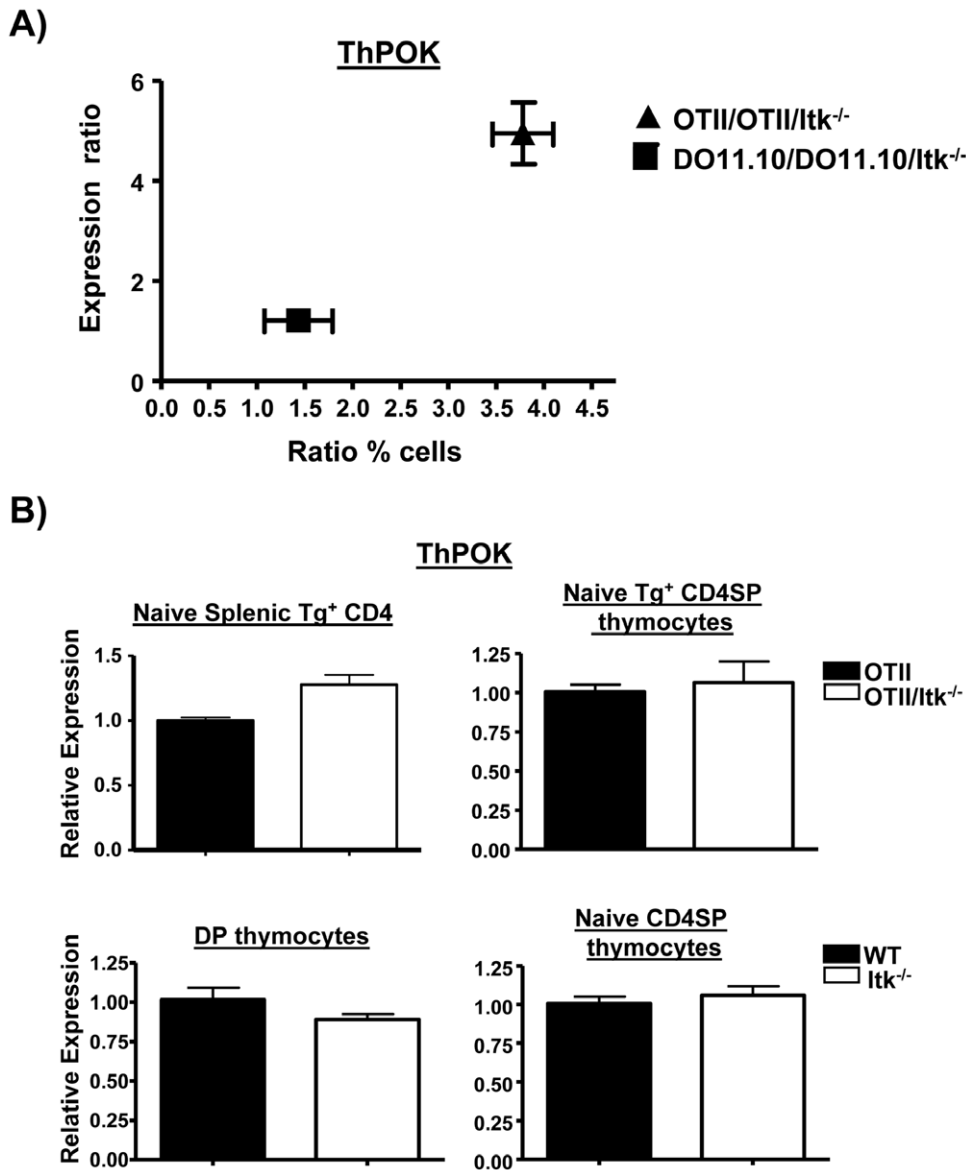 A)
ThPOK
6
4
2
0
Expression ratio
0.0 0.5 1.0 1.5 2.0 2.5 3.0 3.5 4.0 4.5
Ratio % cells
OTII/OTII/Itk-/-
DO11.10/DO11.10/Itk-/-
B)
ThPOK
Naive Splenic Tg+ CD4
1.5
1.0
0.5
0.0
Relative Expression
Naive Tg+ CD4SP
thymocytes
1.25
1.00
0.75
0.50
0.25
0.00
OTII
OTII/Itk-/-
DP thymocytes
1.25
1.00
0.75
0.50
0.25
0.00
Relative Expression
Naive CD4SP
thymocytes
1.25
1.00
0.75
0.50
0.25
0.00
WT
Itk-/-